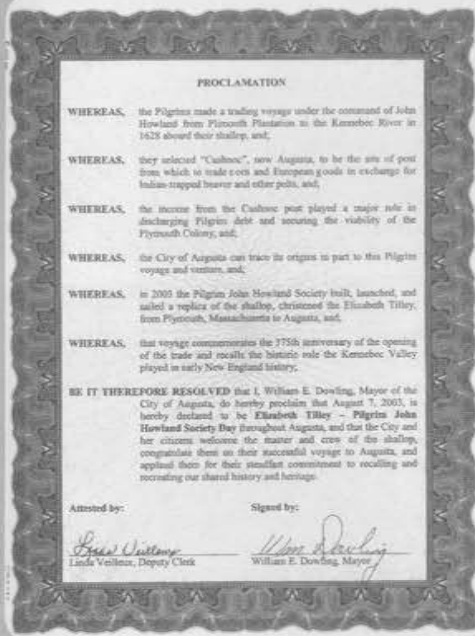 PROCLAMATION
WHEREAS, the Pilgrims made a trading voyage under the command of John
Howland from Plimouth Plantation to the Kennebec River in
1628 aboard their shallop, and;
WHEREAS, they selected "Cushnoc", now Augusta, to be the site of post
from which to trade corn and European goods in exchange for
Indian-trapped beaver and other pelts, and;
WHEREAS, the income from the Cushnoc post played a major role in
discharging Pilgrim debt and securing the viability of the
Plymouth Colony, and;
WHEREAS, the City of Augusta can trace its origins in part to this Pilgrim
voyage and venture, and;
WHEREAS, in 2003 the Pilgrim John Howland Society built, launched, and
sailed a replica of the shallop, christened the Elizabeth Tilley,
from Plymouth, Massachusetts to Augusta, and,
WHEREAS, that voyage commemorates the 375th anniversary of the opening
of the trade and recalls the historic role the Kennebec Valley
played in early New England history;
BE IT THEREFORE RESOLVED that I, William E. Dowling, Mayor of the
City of Augusta, do hereby proclaim that August 7, 2003, is
hereby declared to be Elizabeth Tilley – Pilgrim John
Howland Society Day throughout Augusta, and that the City and
her citizens welcome the master and crew of the shallop,
congratulate them on their successful voyage to Augusta, and
applaud them for their steadfast commitment to recalling and
recreating our shared history and heritage.
Attested by: Signed by:
Linda Veilleux Wm Dowling
Linda Veilleux, Deputy Clerk William E. Dowling, Mayor